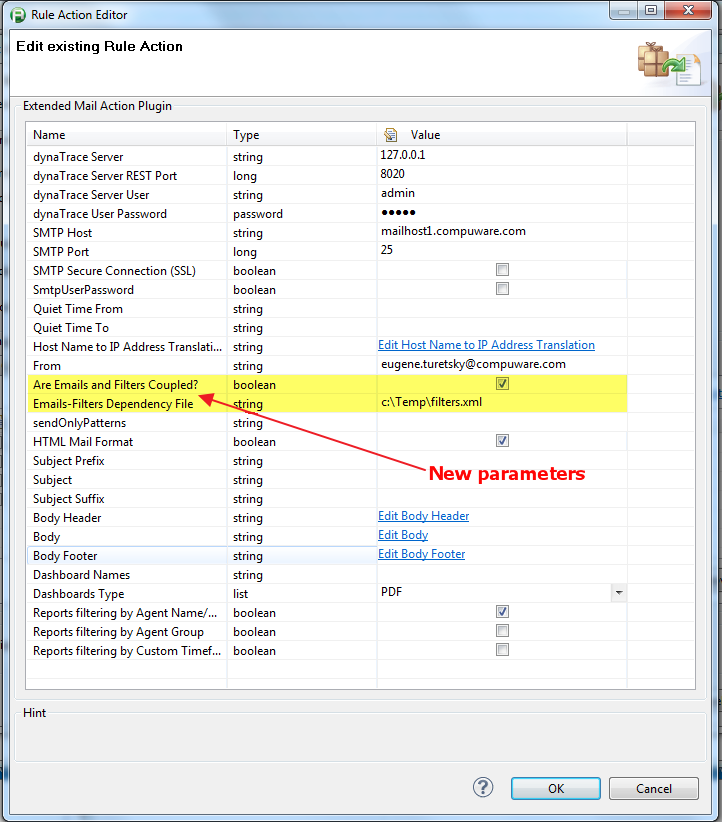 Rule Action Editor
Edit existing Rule Action
Extended Mail Action Plugin
Name Type Value
dynaTrace Server string 127.0.0.1
dynaTrace Server REST Port long 8020
dynaTrace Server User string admin
dynaTrace User Password password •••••
SMTP Host string mailhost1.compuware.com
SMTP Port long 25
SMTP Secure Connection (SSL) boolean
SmtpUserPassword boolean
Quiet Time From string
Quiet Time To string
Host Name to IP Address Translati... string Edit Host Name to IP Address Translation
From string eugene.turetsky@compuware.com
Are Emails and Filters Coupled? boolean
Emails-Filters Dependency File string c:\Temp\filters.xml
sendOnlyPatterns string
HTML Mail Format boolean
Subject Prefix string
New parameters
Subject string
Subject Suffix string
Body Header string Edit Body Header
Body string Edit Body
Body Footer string Edit Body Footer
Dashboard Names string
Dashboards Type list PDF
Reports filtering by Agent Name/... boolean
Reports filtering by Agent Group boolean
Reports filtering by Custom Timef... boolean
Hint
? OK Cancel